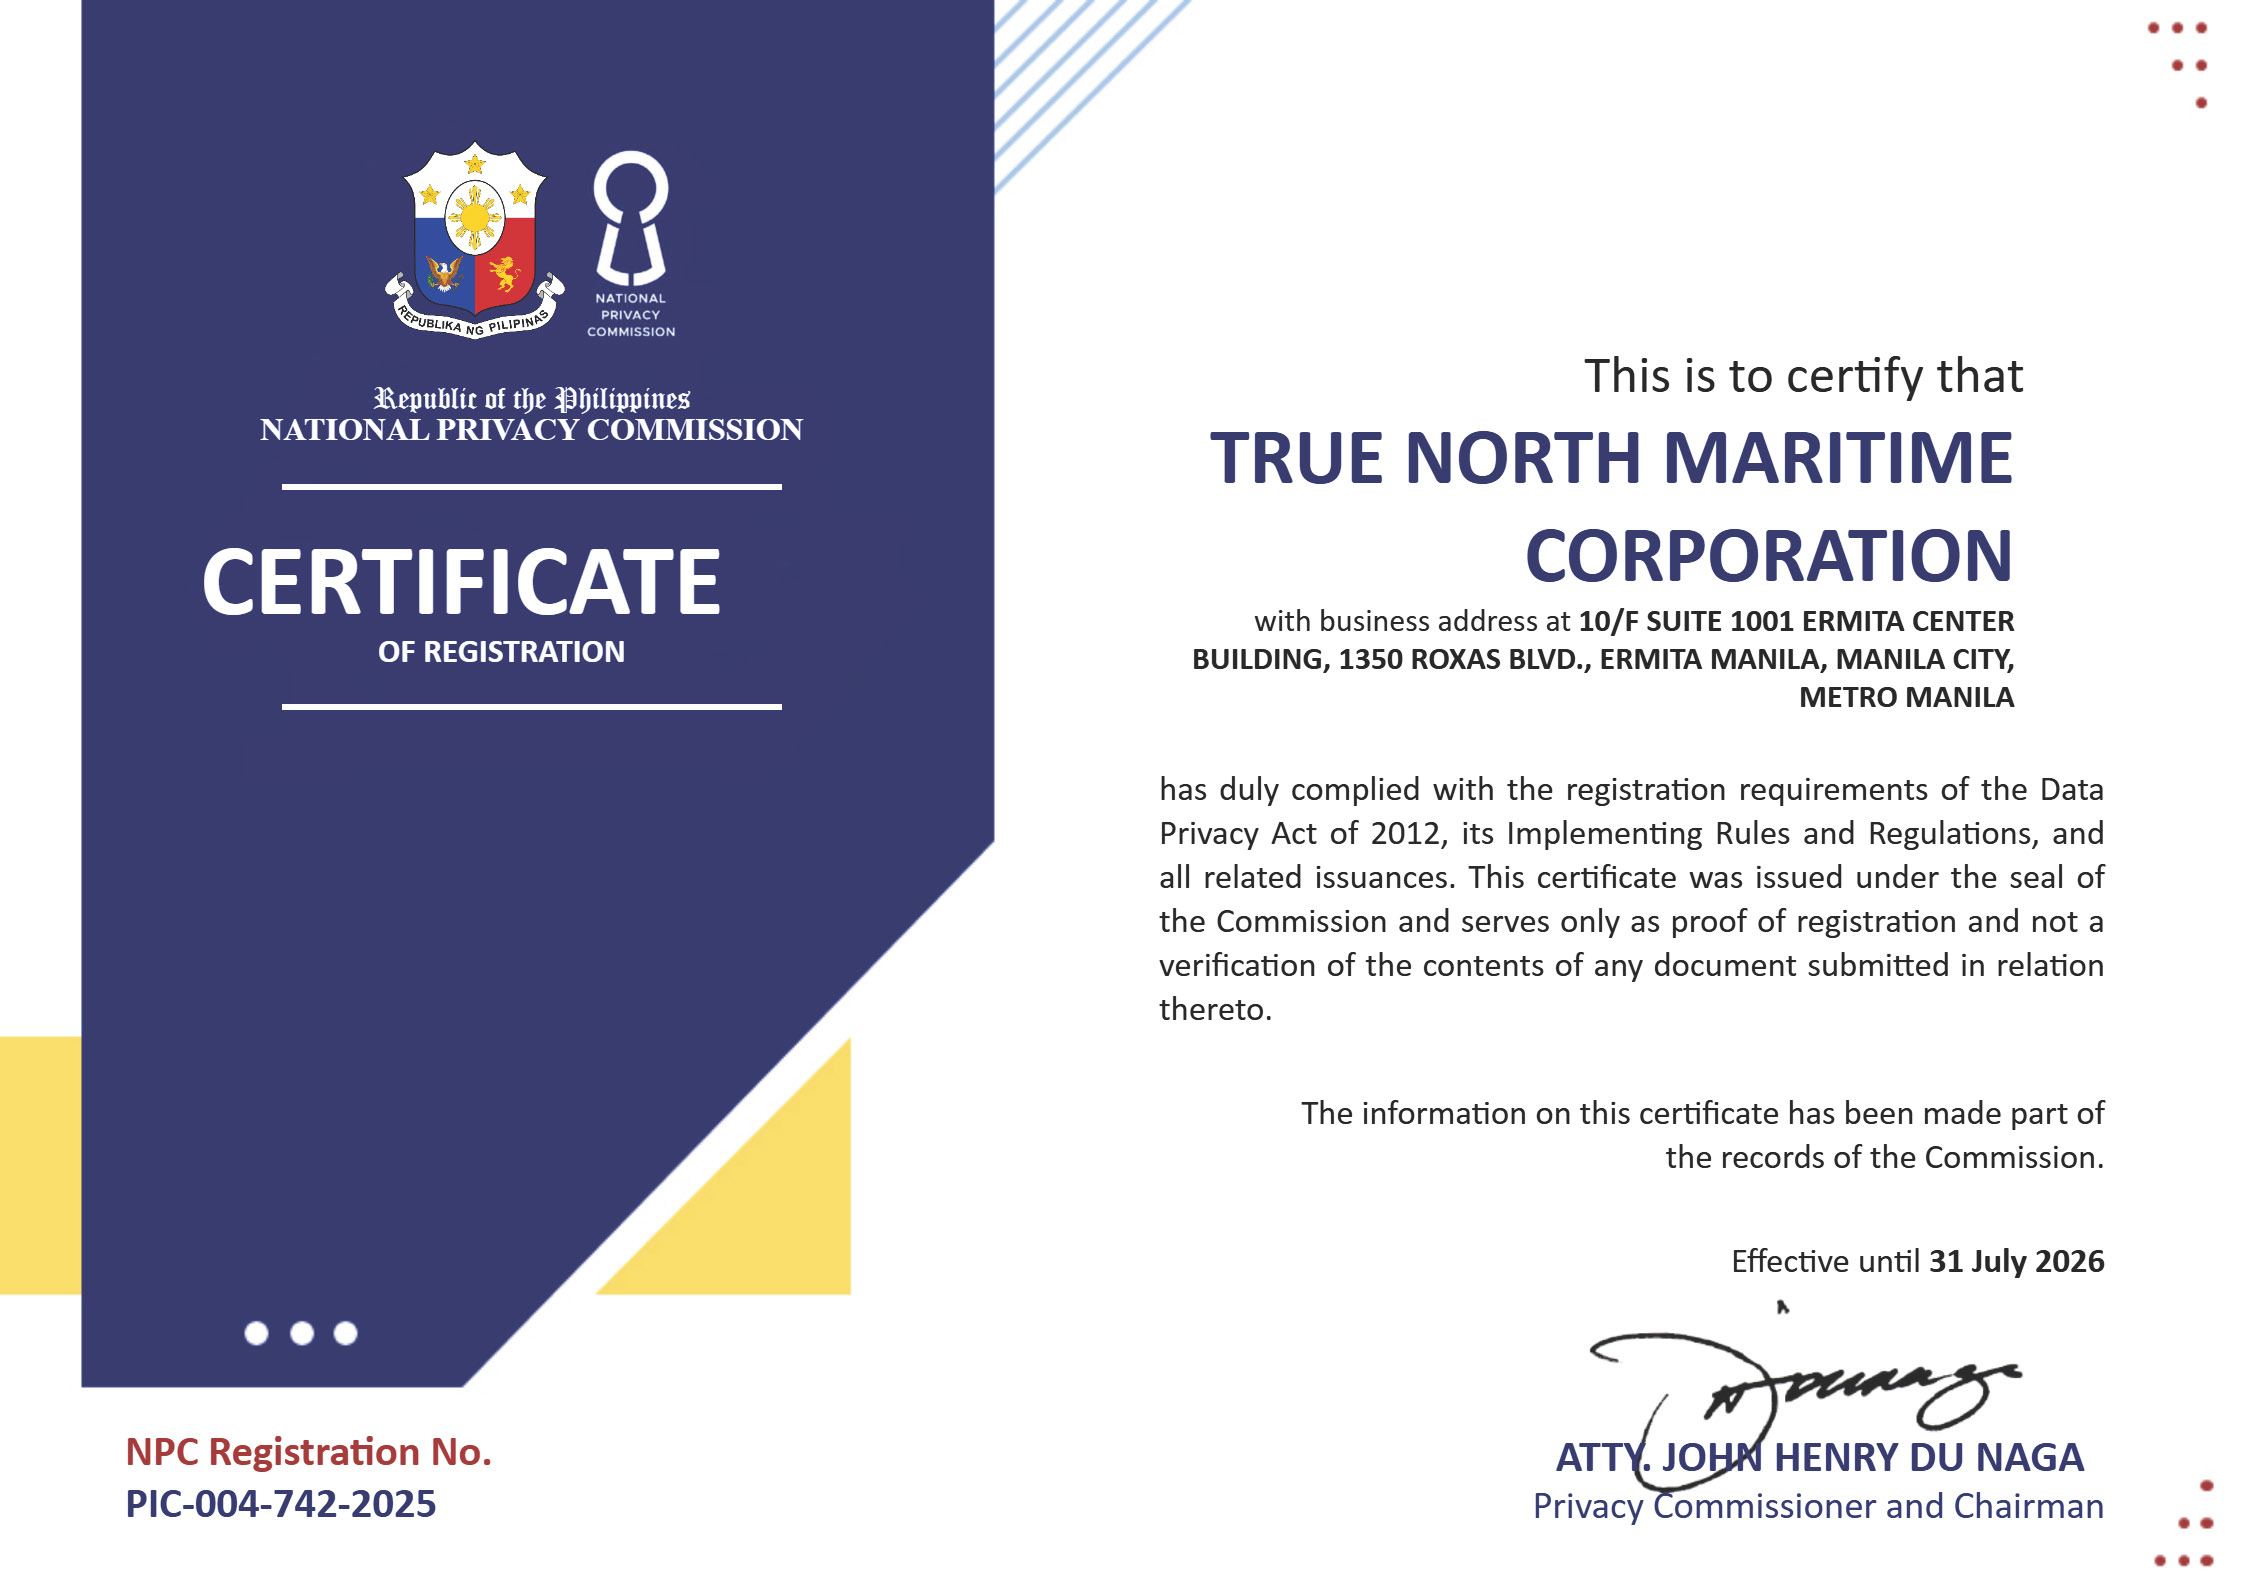 REPUBLIKA NG PILIPINAS
NATIONAL
PRIVACY
COMMISSION
Republic of the Philippines
NATIONAL PRIVACY COMMISSION
CERTIFICATE
OF REGISTRATION
This is to certify that
TRUE NORTH MARITIME
CORPORATION
with business address at 10/F SUITE 1001 ERMITA CENTER
BUILDING, 1350 ROXAS BLVD., ERMITA MANILA, MANILA CITY,
METRO MANILA
has duly complied with the registration requirements of the Data
Privacy Act of 2012, its Implementing Rules and Regulations, and
all related issuances. This certificate was issued under the seal of
the Commission and serves only as proof of registration and not a
verification of the contents of any document submitted in relation
thereto.
The information on this certificate has been made part of
the records of the Commission.
Effective until 31 July 2026
ATTY. JOHN HENRY DU NAGA
Privacy Commissioner and Chairman
NPC Registration No.
PIC-004-742-2025